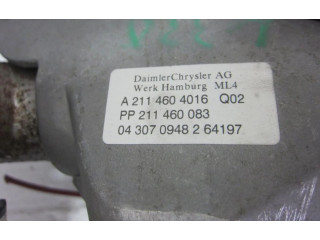 DaimlerChrysler AG
Werk Hamburg ML4
A 211 460 4016 Q02
PP 211 460 083
04 307 0948 2 64197